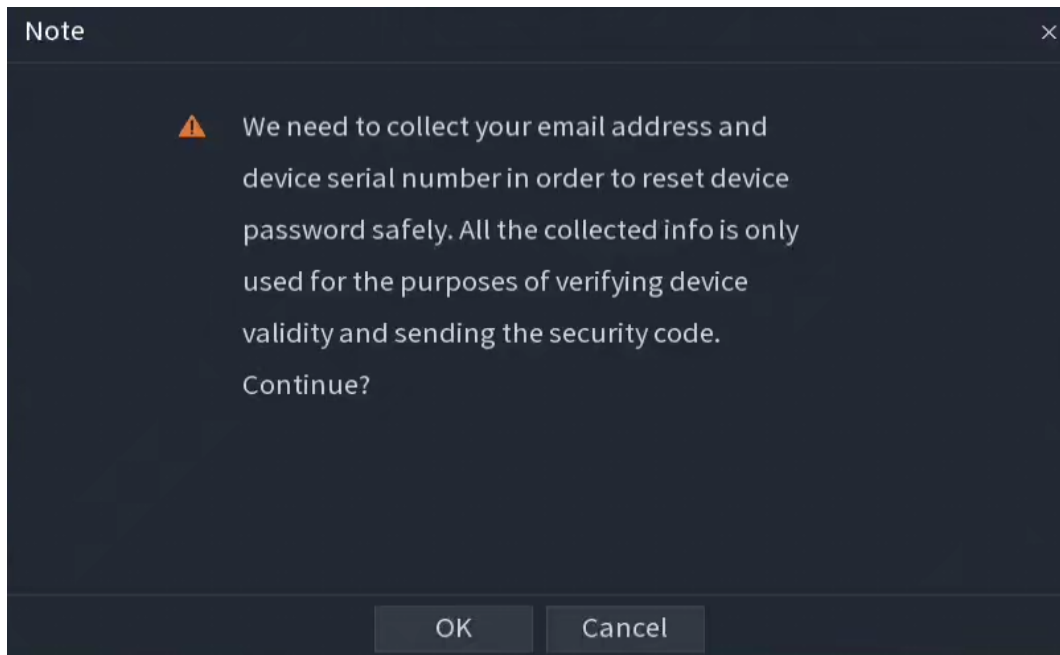 Note
We need to collect your email address and
device serial number in order to reset device
password safely. All the collected info is only
used for the purposes of verifying device
validity and sending the security code.
Continue?
OK
Cancel